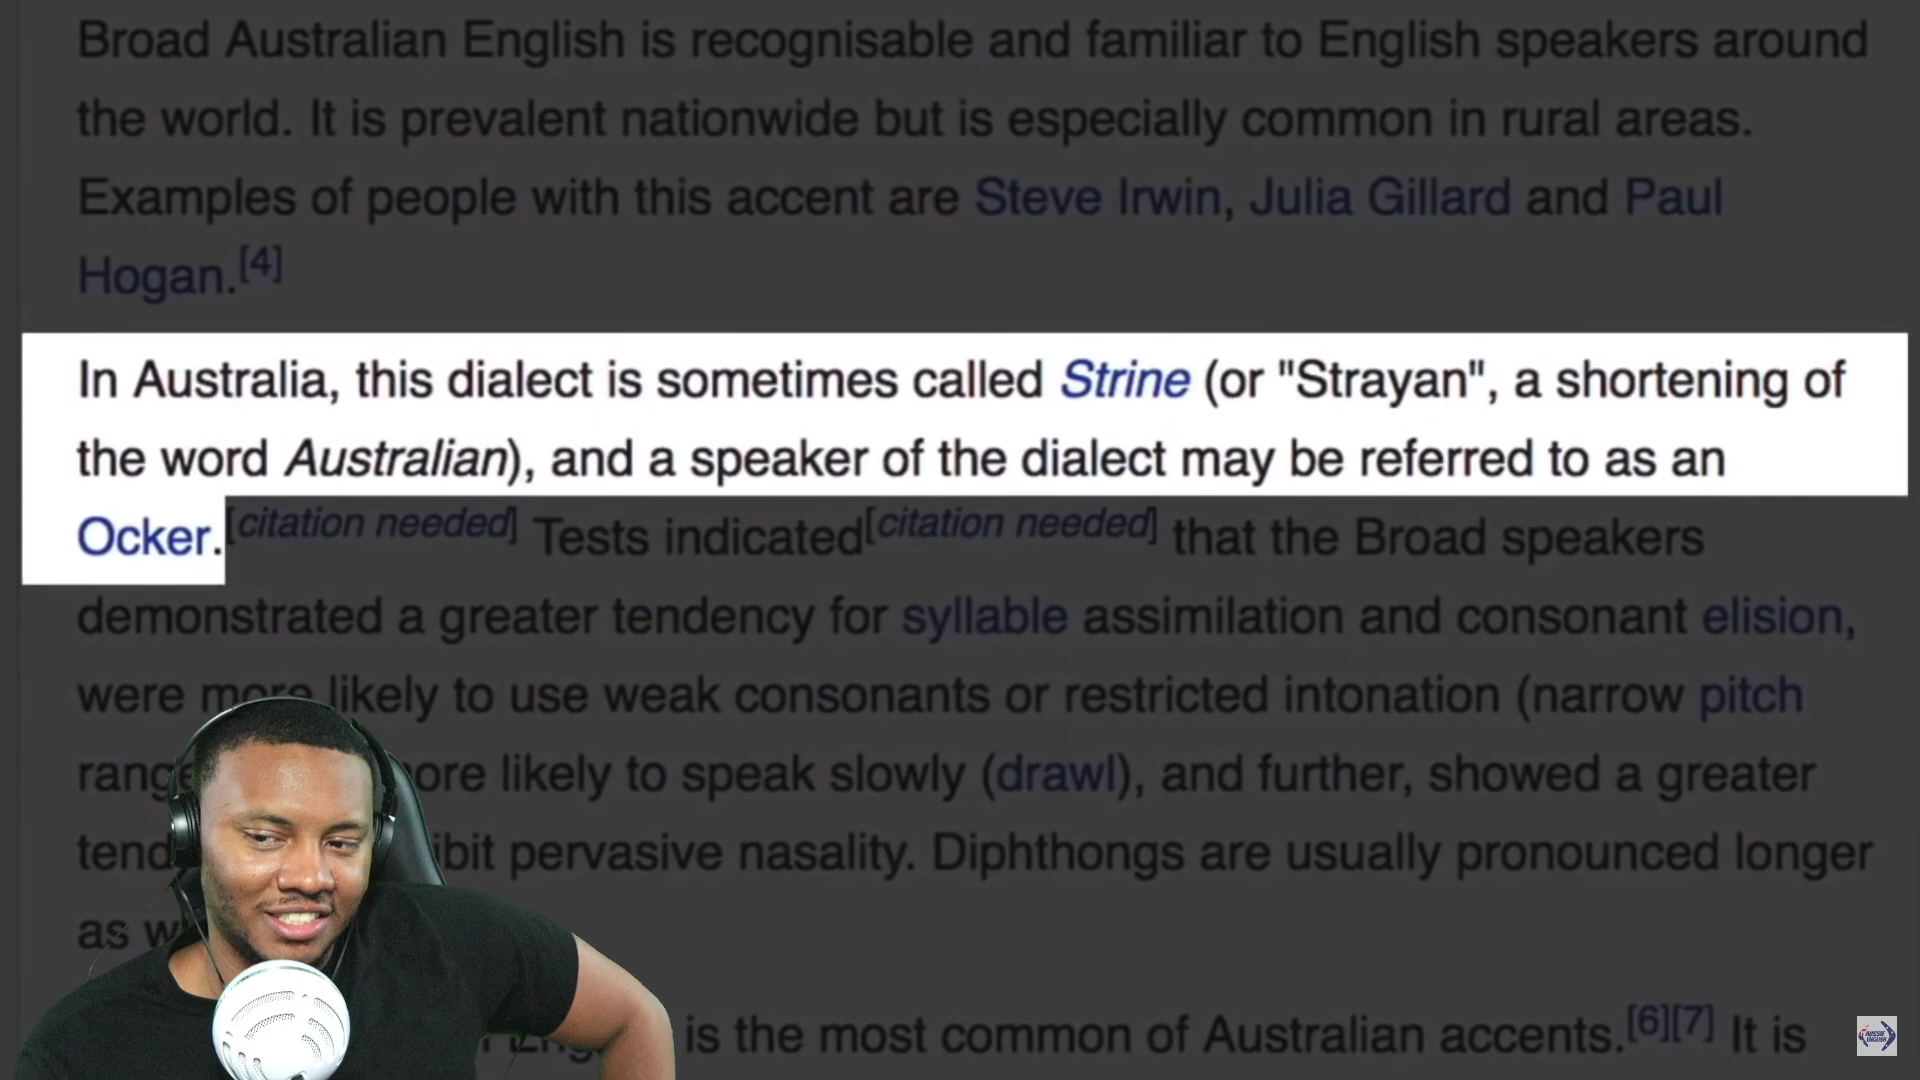 Broad Australian English is recognisable and familiar to English speakers around
the world. It is prevalent nationwide but is especially common in rural areas.
Examples of people with this accent are Steve Irwin, Julia Gillard and Paul
Hogan.[4]
In Australia, this dialect is sometimes called Strine (or "Strayan", a shortening of
the word Australian), and a speaker of the dialect may be referred to as an
Ocker.[citation needed] Tests indicated[citation needed] that the Broad speakers
demonstrated a greater tendency for syllable assimilation and consonant elision,
were more likely to use weak consonants or restricted intonation (narrow pitch
likely to speak slowly (drawl), and further, showed a greater
pervasive nasality. Diphthongs are usually pronounced longer
as
is the most common of Australian accents.[6][7] It is
AUSSIE
ENGLISH